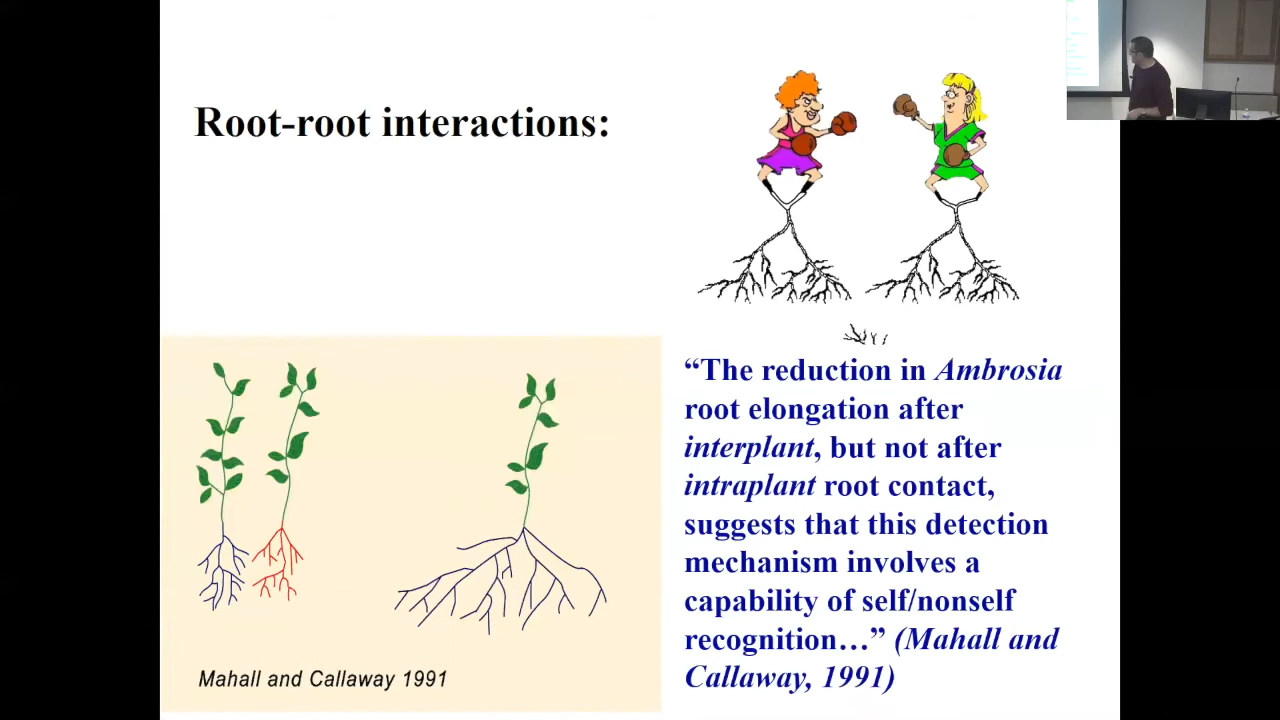 Root-root interactions:
“The reduction in Ambrosia
root elongation after
interplant, but not after
intraplant root contact,
suggests that this detection
mechanism involves a
capability of self/nonself
recognition…” (Mahall and
Callaway, 1991)
Mahall and Callaway 1991